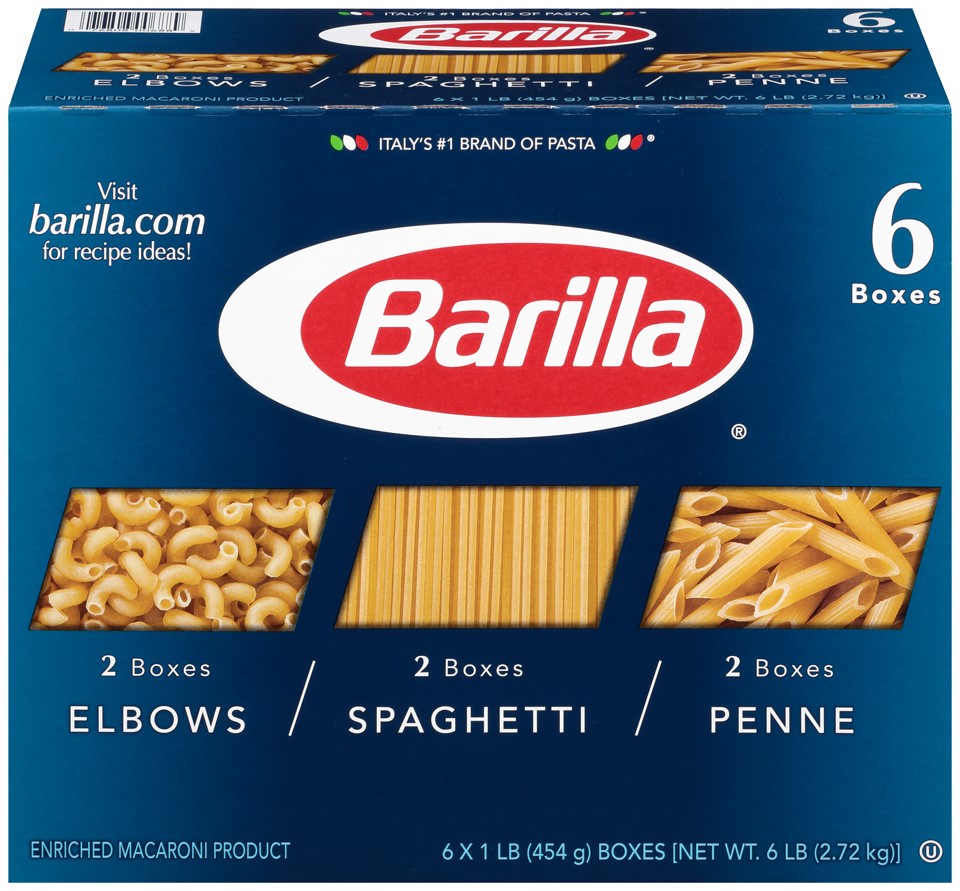 ITALY'S #1 BRAND OF PASTA
Barilla®
6
Boxes
2 Boxes
ELBOWS / 
2 Boxes
SPAGHETTI / 
2 Boxes
PENNE
ENRICHED MACARONI PRODUCT
6 X 1 LB (454 g) BOXES [NET WT. 6 LB (2.72 kg)] U
ITALY'S #1 BRAND OF PASTA ®
Visit
barilla.com
for recipe ideas!
6
Boxes
Barilla
®
2 Boxes
ELBOWS /
2 Boxes
SPAGHETTI /
2 Boxes
PENNE
ENRICHED MACARONI PRODUCT
6 X 1 LB (454 g) BOXES [NET WT. 6 LB (2.72 kg)] U